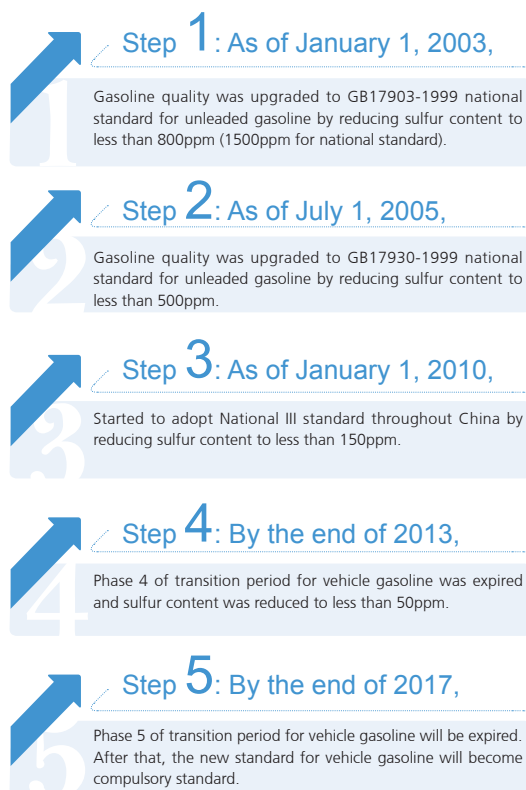 Step 1: As of January 1, 2003,
1
Gasoline quality was upgraded to GB17903-1999 national
standard for unleaded gasoline by reducing sulfur content to
less than 800ppm (1500ppm for national standard).
Step 2: As of July 1, 2005,
2
Gasoline quality was upgraded to GB17930-1999 national
standard for unleaded gasoline by reducing sulfur content to
less than 500ppm.
Step 3: As of January 1, 2010,
3
Started to adopt National III standard throughout China by
reducing sulfur content to less than 150ppm.
Step 4: By the end of 2013,
4
Phase 4 of transition period for vehicle gasoline was expired
and sulfur content was reduced to less than 50ppm.
Step 5: By the end of 2017,
5
Phase 5 of transition period for vehicle gasoline will be expired.
After that, the new standard for vehicle gasoline will become
compulsory standard.